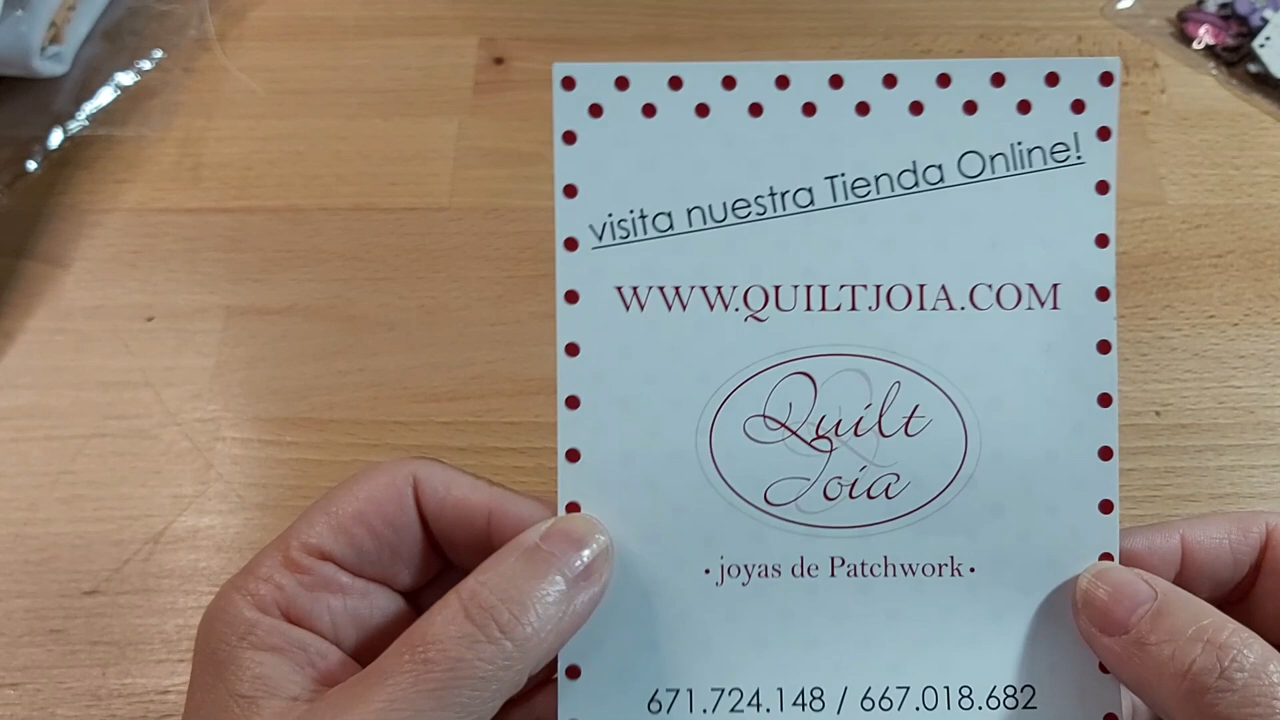 visita nuestra Tienda Online!
WWW.QUILTJOIA.COM
Quilt
Joia
· joyas de Patchwork ·
671.724.148 / 667.018.682